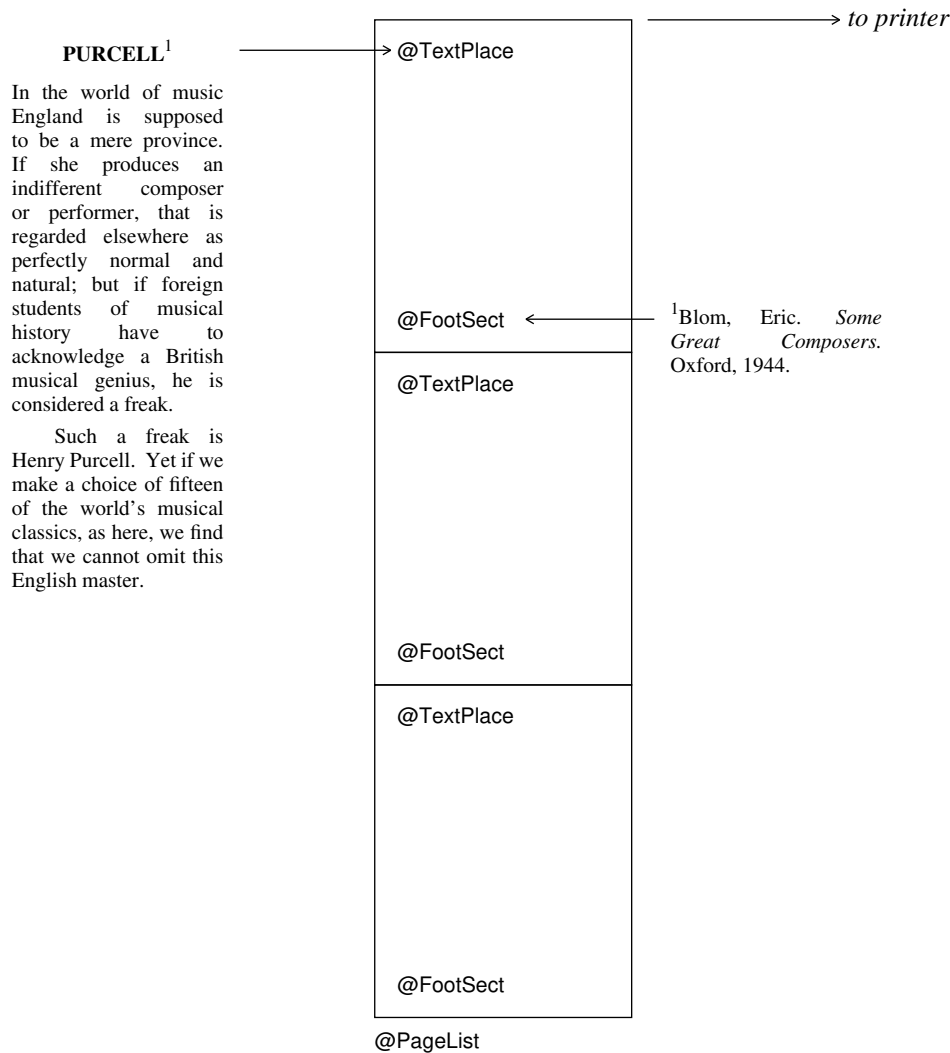 to printer
PURCELL1
In the world of music
England is supposed
to be a mere province.
If she produces an
indifferent composer
or performer, that is
regarded elsewhere as
perfectly normal and
natural; but if foreign
students of musical
history have to
acknowledge a British
musical genius, he is
considered a freak.
Such a freak is
Henry Purcell. Yet if we
make a choice of fifteen
of the world's musical
classics, as here, we find
that we cannot omit this
English master.
@TextPlace
@FootSect
1Blom, Eric. Some
Great Composers.
Oxford, 1944.
@TextPlace
@FootSect
@TextPlace
@FootSect
@PageList